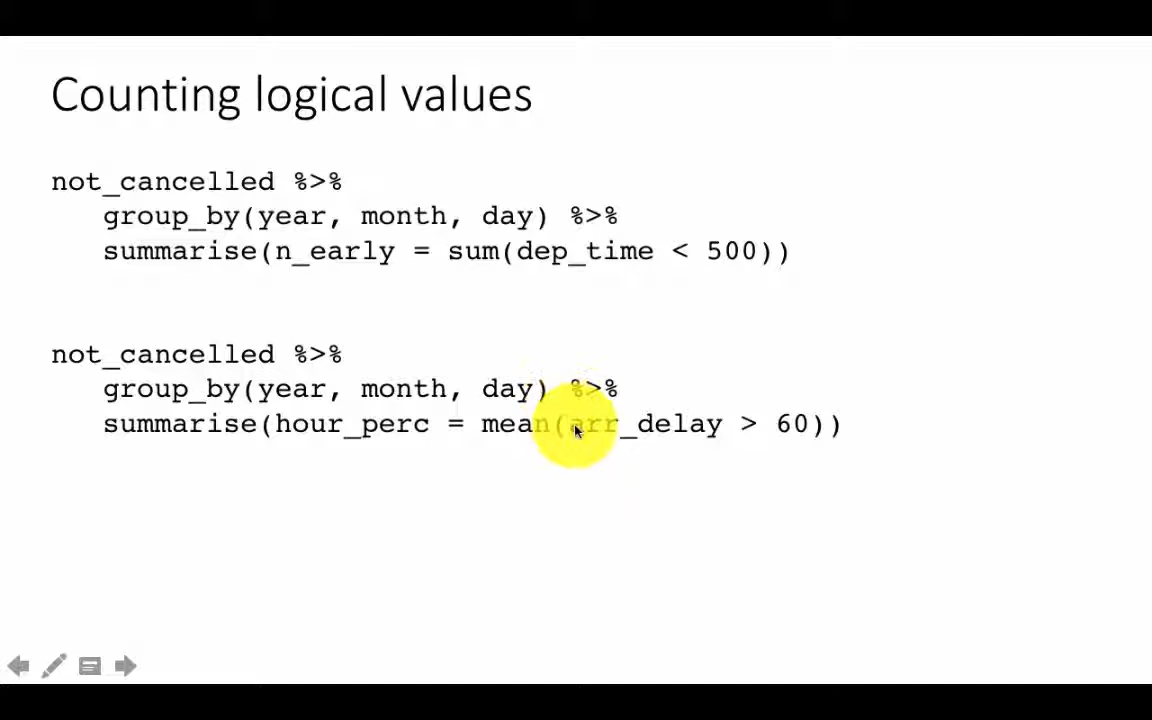 Counting logical values
not_cancelled %>%
group_by(year, month, day) %>%
summarise(n_early = sum(dep_time < 500))
not_cancelled %>%
group_by(year, month, day) %>%
summarise(hour_perc = mean(arr_delay > 60))